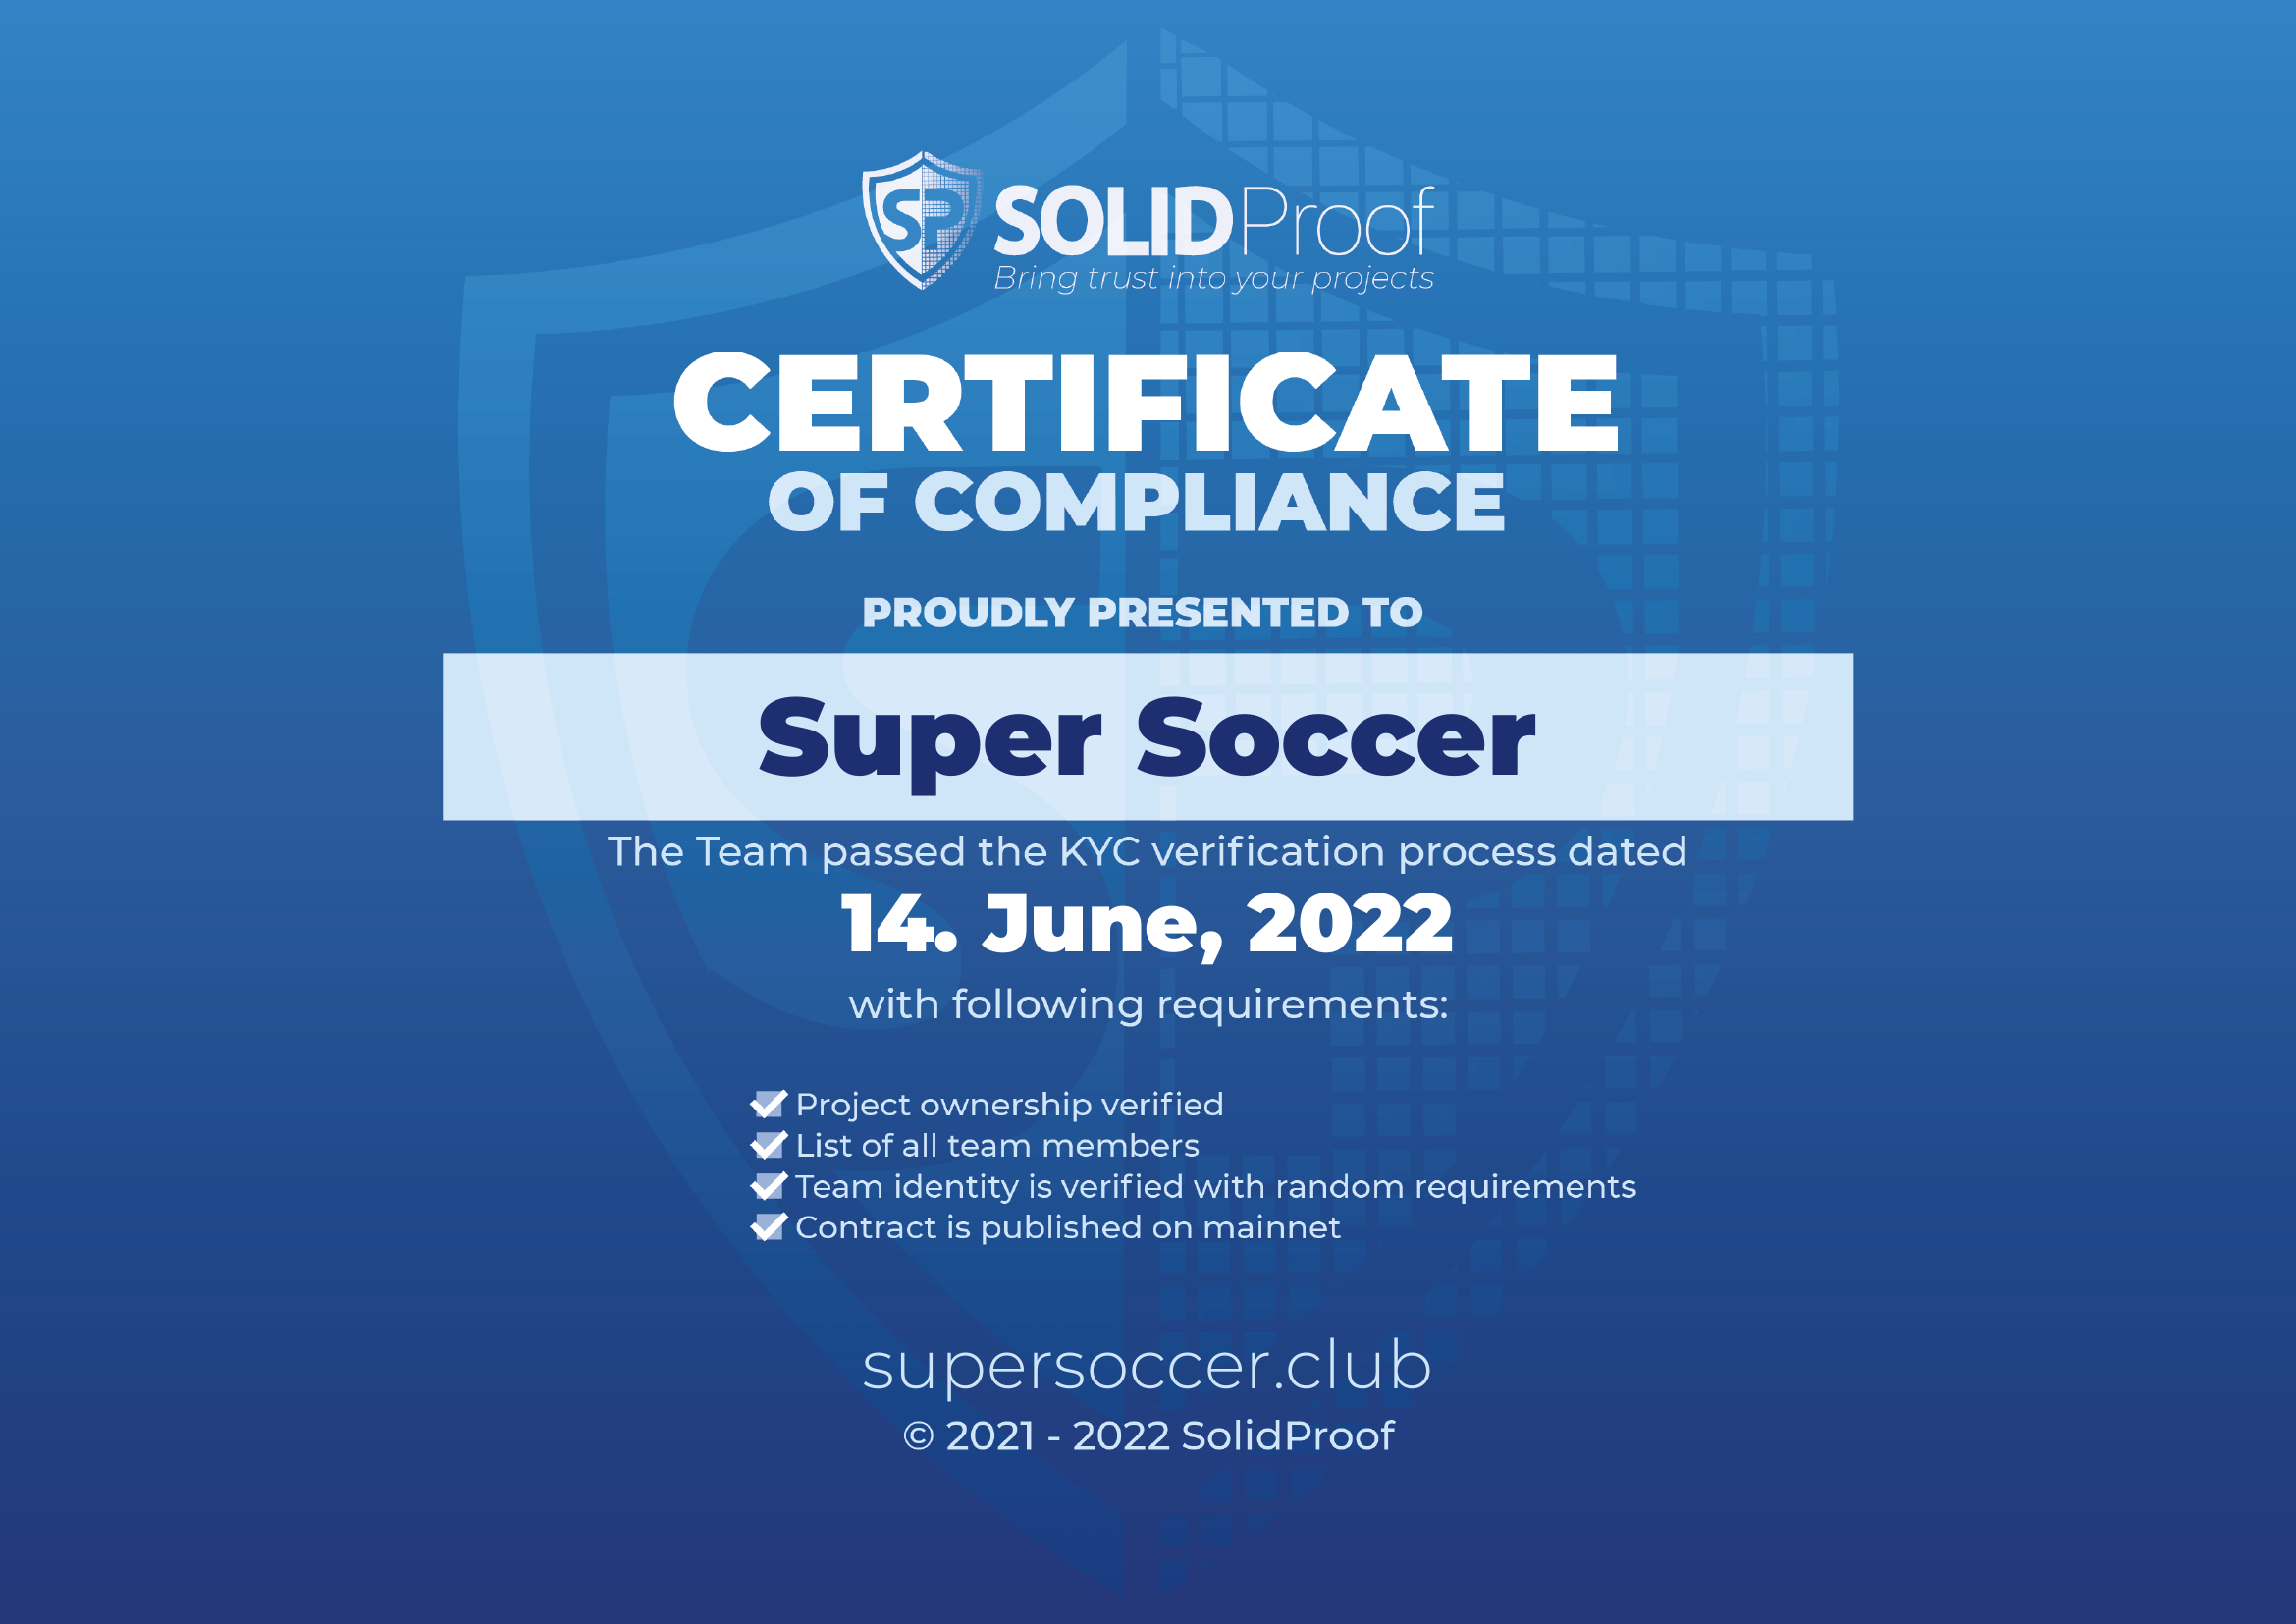 SP SOLIDProof
Bring trust into your projects
CERTIFICATE
OF COMPLIANCE
PROUDLY PRESENTED TO
Super Soccer
The Team passed the KYC verification process dated
14. June, 2022
with following requirements:
Project ownership verified
List of all team members
Team identity is verified with random requirements
Contract is published on mainnet
supersoccer.club
© 2021 - 2022 SolidProof